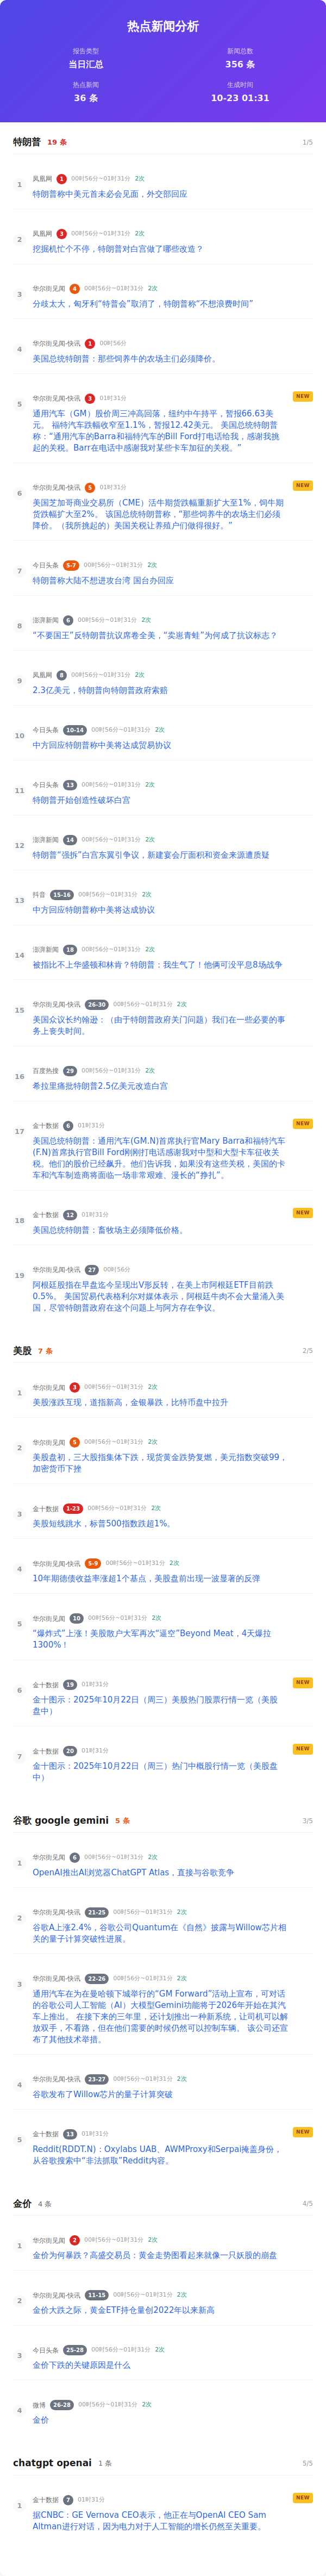 热点新闻分析
报告类型
当日汇总
新闻总数
356 条
热点新闻
36 条
生成时间
10-23 01:31
特朗普 19 条 1/5
1
凤凰网 1 00时56分~01时31分 2次
特朗普称中美元首未必会见面，外交部回应
2
凤凰网 3 00时56分~01时31分 2次
挖掘机忙个不停，特朗普对白宫做了哪些改造？
3
华尔街见闻 4 00时56分~01时31分 2次
分歧太大，匈牙利“特普会”取消了，特朗普称“不想浪费时间”
4
华尔街见闻-快讯 1 00时56分
美国总统特朗普：那些饲养牛的农场主们必须降价。
5
华尔街见闻-快讯 3 01时31分 NEW
通用汽车（GM）股价周三冲高回落，纽约中午转平，暂报66.63美
元。 福特汽车跌幅收窄至1.1%，暂报12.42美元。 美国总统特朗普
称：“通用汽车的Barra和福特汽车的Bill Ford打电话给我，感谢我挑
起的关税。Barr在电话中感谢我对某些卡车加征的关税。”
6
华尔街见闻-快讯 5 01时31分 NEW
美国芝加哥商业交易所（CME）活牛期货跌幅重新扩大至1%，饲牛期
货跌幅扩大至2%。 该国总统特朗普称，“那些饲养牛的农场主们必须
降价。（我所挑起的）美国关税让养殖户们做得很好。”
7
今日头条 5-7 00时56分~01时31分 2次
特朗普称大陆不想进攻台湾 国台办回应
8
澎湃新闻 6 00时56分~01时31分 2次
“不要国王”反特朗普抗议席卷全美，“卖崽青蛙”为何成了抗议标志？
9
凤凰网 8 00时56分~01时31分 2次
2.3亿美元，特朗普向特朗普政府索赔
10
今日头条 10-14 00时56分~01时31分 2次
中方回应特朗普称中美将达成贸易协议
11
今日头条 13 00时56分~01时31分 2次
特朗普开始创造性破坏白宫
12
澎湃新闻 14 00时56分~01时31分 2次
特朗普“强拆”白宫东翼引争议，新建宴会厅面积和资金来源遭质疑
13
抖音 15-16 00时56分~01时31分 2次
中方回应特朗普称中美将达成协议
14
澎湃新闻 18 00时56分~01时31分 2次
被指比不上华盛顿和林肯？特朗普：我生气了！他俩可没平息8场战争
15
华尔街见闻-快讯 26-30 00时56分~01时31分 2次
美国众议长约翰逊：（由于特朗普政府关门问题）我们在一些必要的事
务上丧失时间。
16
百度热搜 29 00时56分~01时31分 2次
希拉里痛批特朗普2.5亿美元改造白宫
17
金十数据 6 01时31分 NEW
美国总统特朗普：通用汽车(GM.N)首席执行官Mary Barra和福特汽车
(F.N)首席执行官Bill Ford刚刚打电话感谢我对中型和大型卡车征收关
税。他们的股价已经飙升。他们告诉我，如果没有这些关税，美国的卡
车和汽车制造商将面临一场非常艰难、漫长的“挣扎”。
18
金十数据 12 01时31分 NEW
美国总统特朗普：畜牧场主必须降低价格。
19
华尔街见闻-快讯 27 00时56分
阿根廷股指在早盘迄今呈现出V形反转，在美上市阿根廷ETF目前跌
0.5%。 美国贸易代表格利尔对媒体表示，阿根廷牛肉不会大量涌入美
国，尽管特朗普政府在这个问题上与阿方存在争议。
美股 7 条 2/5
1
华尔街见闻 3 00时56分~01时31分 2次
美股涨跌互现，道指新高，金银暴跌，比特币盘中拉升
2
华尔街见闻 5 00时56分~01时31分 2次
美股盘初，三大股指集体下跌，现货黄金跌势复燃，美元指数突破99，
加密货币下挫
3
金十数据 1-23 00时56分~01时31分 2次
美股短线跳水，标普500指数跌超1%。
4
华尔街见闻-快讯 5-9 00时56分~01时31分 2次
10年期德债收益率涨超1个基点，美股盘前出现一波显著的反弹
5
华尔街见闻 10 00时56分~01时31分 2次
“爆炸式”上涨！美股散户大军再次“逼空”Beyond Meat，4天爆拉
1300%！
6
金十数据 19 01时31分 NEW
金十图示：2025年10月22日（周三）美股热门股票行情一览（美股
盘中）
7
金十数据 20 01时31分 NEW
金十图示：2025年10月22日（周三）热门中概股行情一览（美股盘
中）
谷歌 google gemini 5 条 3/5
1
华尔街见闻 6 00时56分~01时31分 2次
OpenAI推出AI浏览器ChatGPT Atlas，直接与谷歌竞争
2
华尔街见闻-快讯 21-25 00时56分~01时31分 2次
谷歌A上涨2.4%，谷歌公司Quantum在《自然》披露与Willow芯片相
关的量子计算突破性进展。
3
华尔街见闻-快讯 22-26 00时56分~01时31分 2次
通用汽车在为在曼哈顿下城举行的“GM Forward”活动上宣布，可对话
的谷歌公司人工智能（AI）大模型Gemini功能将于2026年开始在其汽
车上推出。 在接下来的三年里，还计划推出一种新系统，让司机可以解
放双手，不看路，但在他们需要的时候仍然可以控制车辆。 该公司还宣
布了其他技术举措。
4
华尔街见闻-快讯 23-27 00时56分~01时31分 2次
谷歌发布了Willow芯片的量子计算突破
5
金十数据 13 01时31分 NEW
Reddit(RDDT.N)：Oxylabs UAB、AWMProxy和Serpai掩盖身份，
从谷歌搜索中“非法抓取”Reddit内容。
金价 4 条 4/5
1
华尔街见闻 2 00时56分~01时31分 2次
金价为何暴跌？高盛交易员：黄金走势图看起来就像一只妖股的崩盘
2
华尔街见闻-快讯 11-15 00时56分~01时31分 2次
金价大跌之际，黄金ETF持仓量创2022年以来新高
3
今日头条 25-28 00时56分~01时31分 2次
金价下跌的关键原因是什么
4
微博 26-28 00时56分~01时31分 2次
金价
chatgpt openai 1 条 5/5
1
金十数据 7 01时31分 NEW
据CNBC：GE Vernova CEO表示，他正在与OpenAI CEO Sam
Altman进行对话，因为电力对于人工智能的增长仍然至关重要。